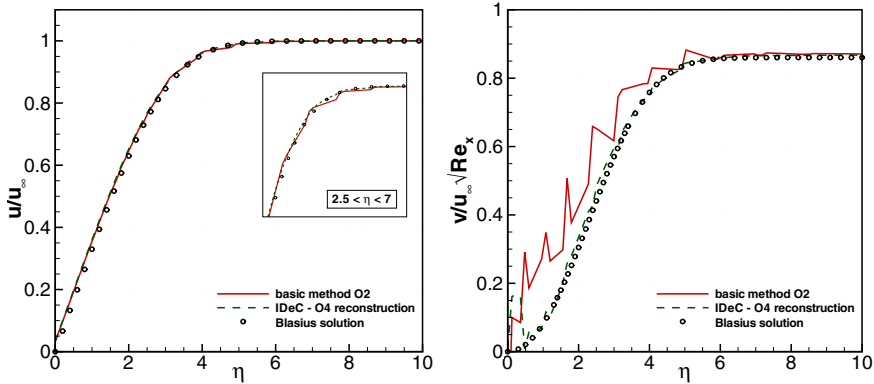 u/u∞
1
0.8
0.6
0.4
0.2
0
0 2 4 6 8 10
η
2.5 < η < 7
basic method O2
IDeC - O4 reconstruction
Blasius solution
v/u∞ √Rex
1
0.8
0.6
0.4
0.2
0
0 2 4 6 8 10
η
basic method O2
IDeC - O4 reconstruction
Blasius solution